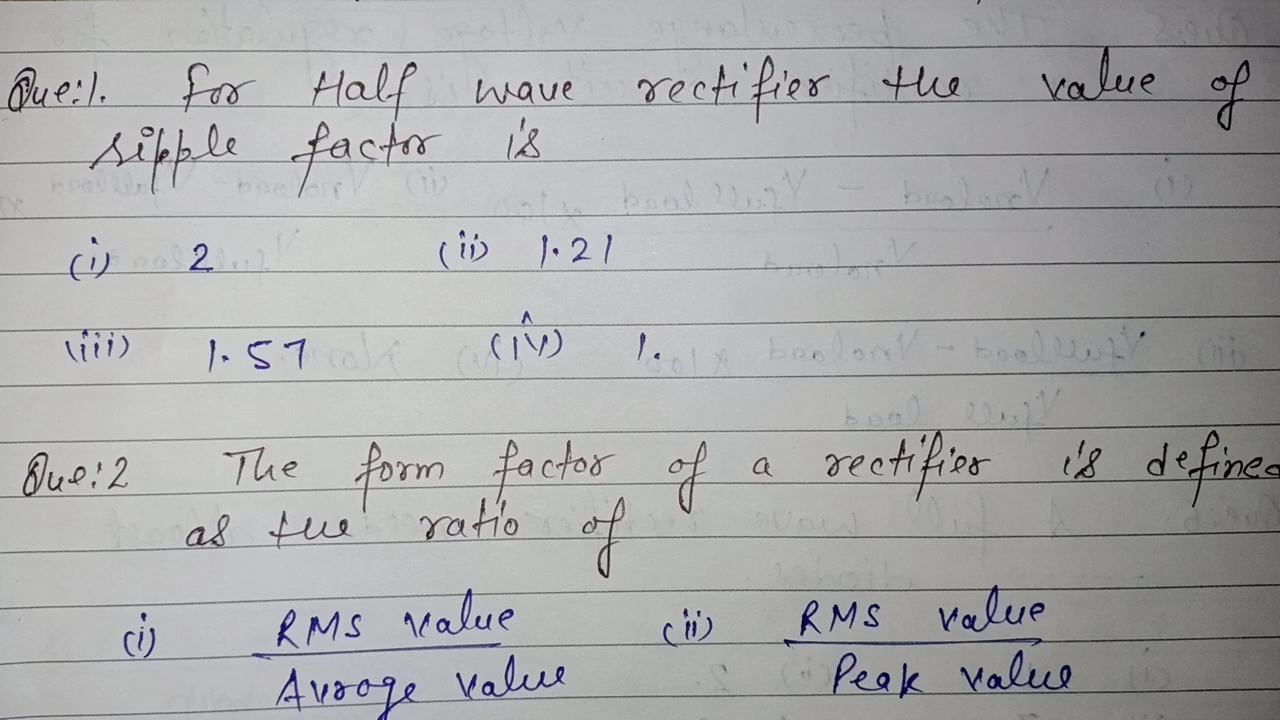 Que:1. For Half wave rectifier the value of
ripple factor is
(i) 2 (ii) 1.21
(iii) 1.57 (iv) 1.
Que:2 The form factor of a rectifier is defined
as the ratio of
(i) RMS value (ii) RMS value
Avroge value Peak value